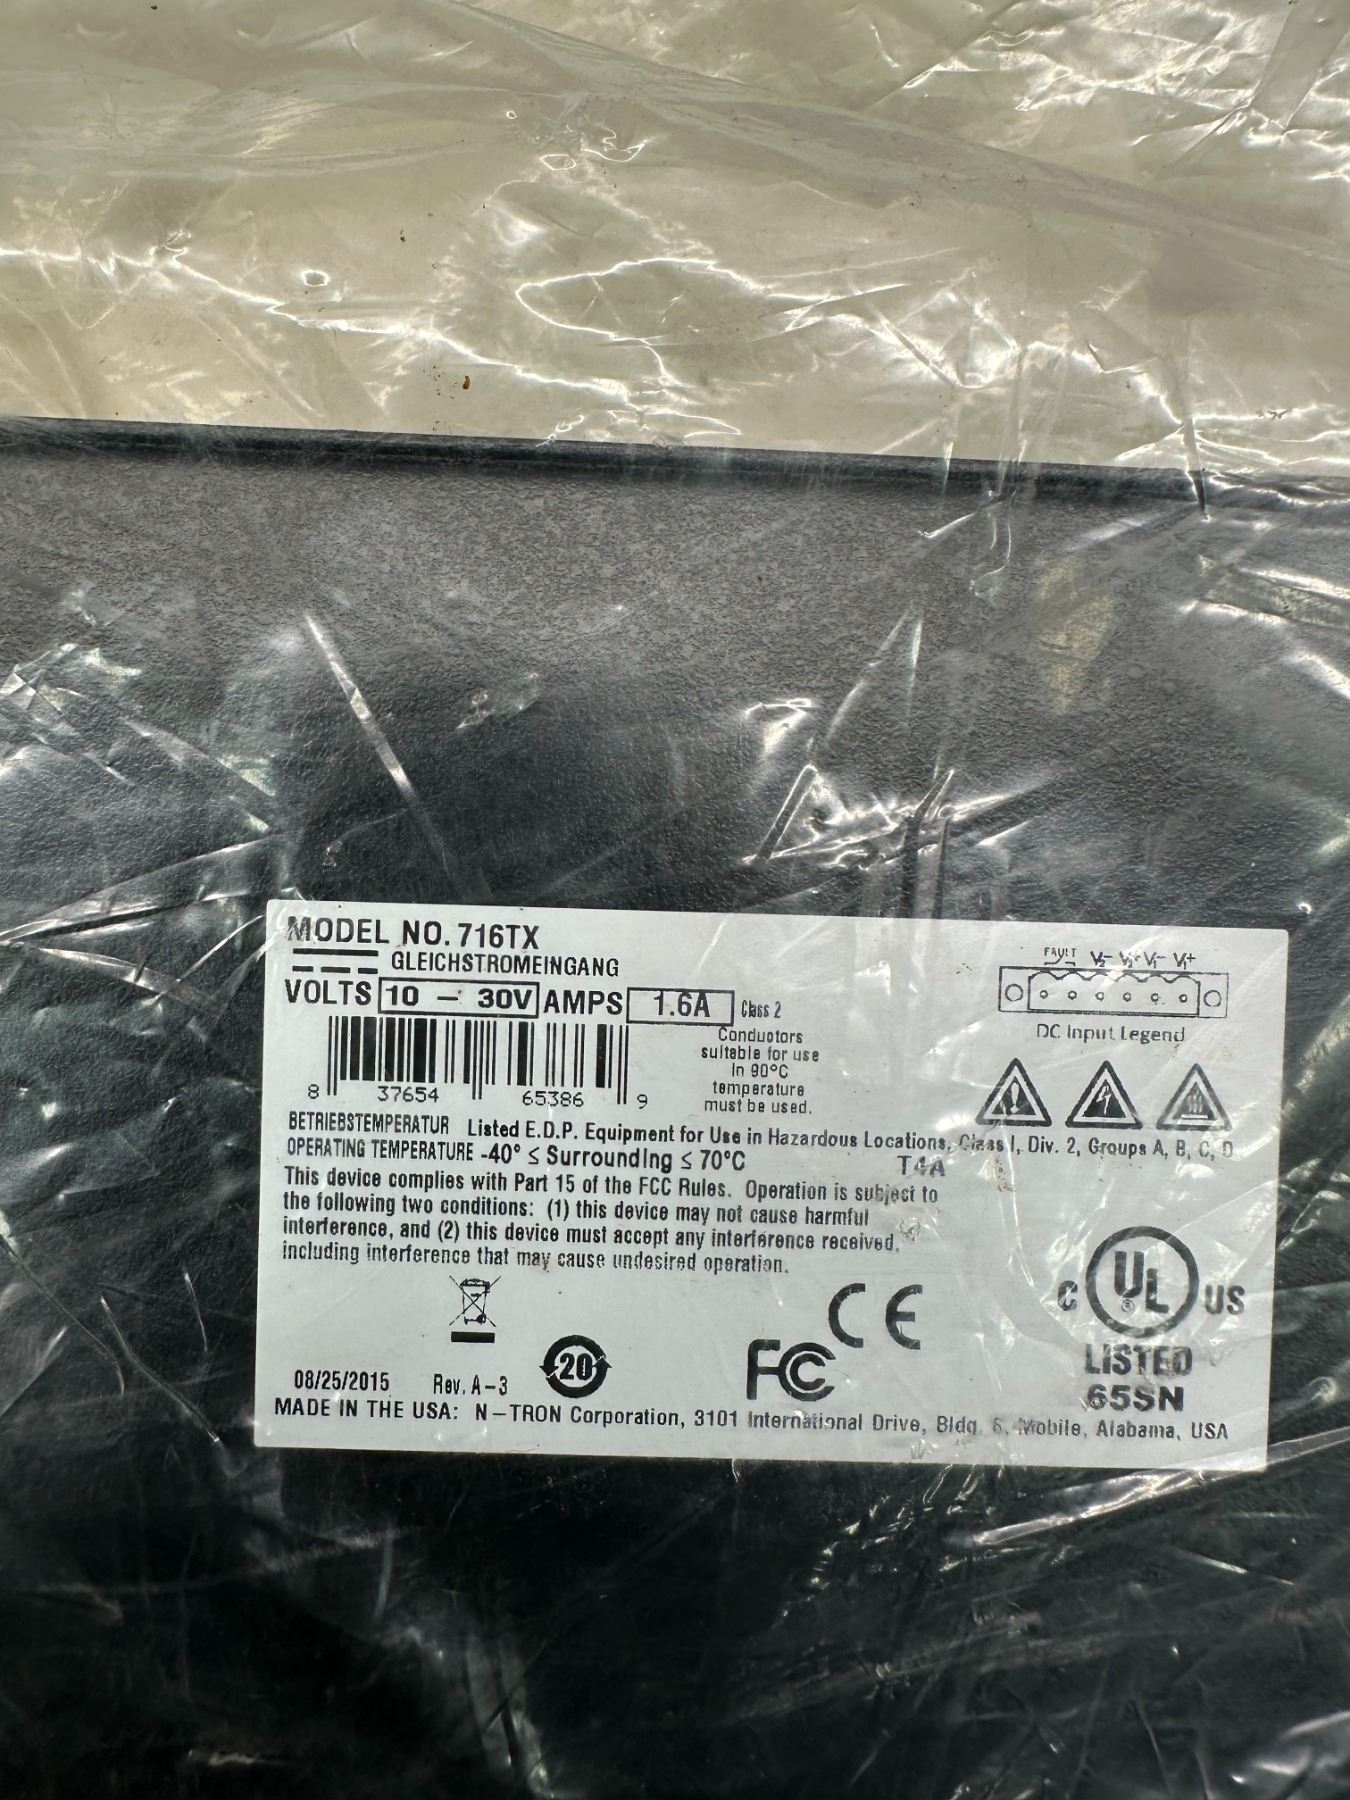 MODEL NO. 716TX
GLEICHSTROMEINGANG
VOLTS 10 - 30V AMPS 1.6A Class 2
Conductors
suitable for use
in 90°C
temperature
must be used.
FAULT V2- V2+ V1- V1+
DC Input Legend
8 37654 65386 9
BETRIEBSTEMPERATUR Listed E.D.P. Equipment for Use in Hazardous Locations, Class I, Div. 2, Groups A, B, C, D
OPERATING TEMPERATURE -40° ≤ Surrounding ≤ 70°C T4A
This device complies with Part 15 of the FCC Rules. Operation is subject to
the following two conditions: (1) this device may not cause harmful
interference, and (2) this device must accept any interference received,
including interference that may cause undesired operation.
CE
C UL ® US
LISTED
65SN
20
FC
08/25/2015 Rev. A-3
MADE IN THE USA: N-TRON Corporation, 3101 International Drive, Bldg. 6, Mobile, Alabama, USA